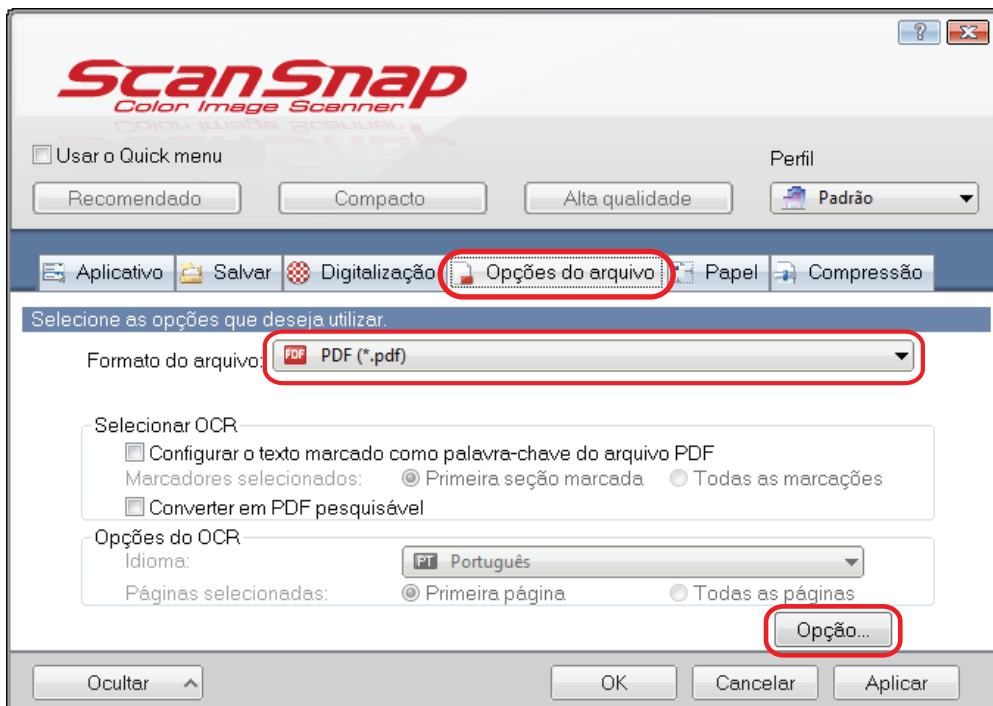 ScanSnap
Color Image Scanner
Usar o Quick menu
Perfil
Recomendado Compacto Alta qualidade Padrão
Aplicativo Salvar Digitalização Opções do arquivo Papel Compressão
Selecione as opções que deseja utilizar.
Formato do arquivo: PDF PDF (*.pdf)
Selecionar OCR
Configurar o texto marcado como palavra-chave do arquivo PDF
Marcadores selecionados: Primeira seção marcada Todas as marcações
Converter em PDF pesquisável
Opções do OCR
Idioma: PT Português
Páginas selecionadas: Primeira página Todas as páginas
Opção...
Ocultar OK Cancelar Aplicar